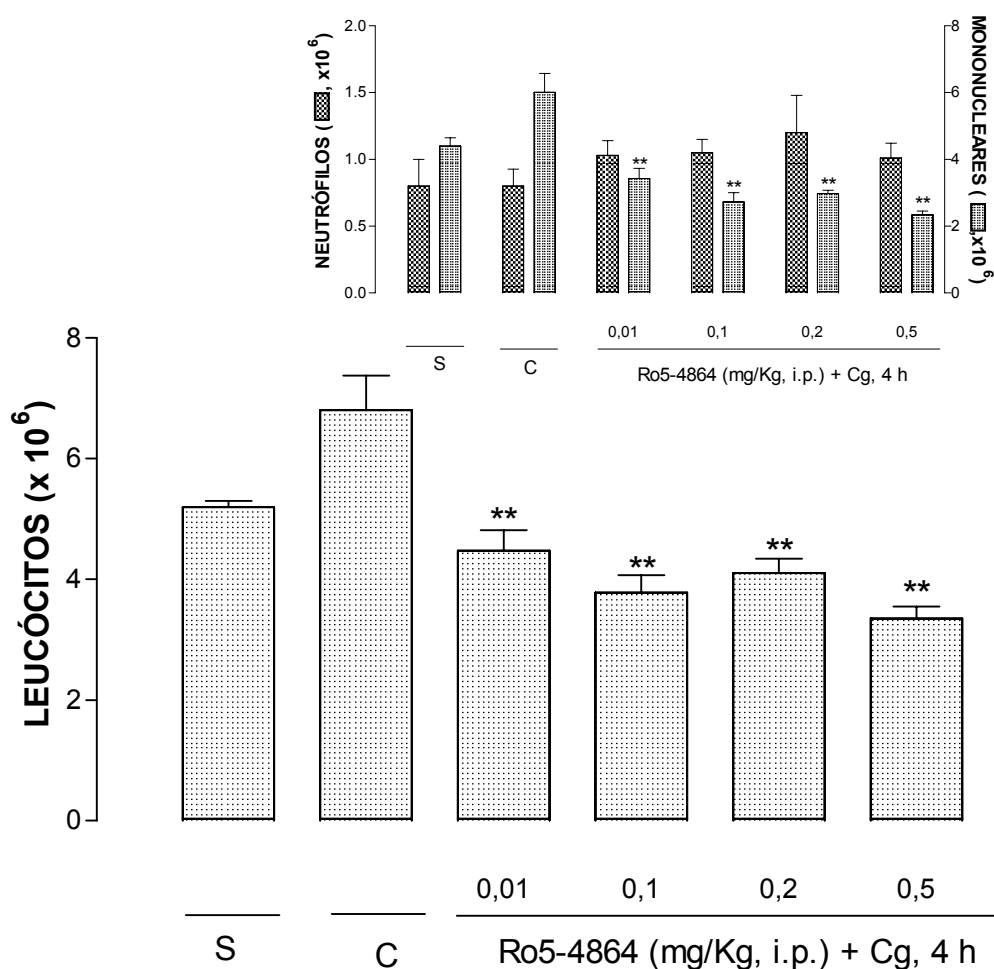 NEUTRÓFILOS ( , x10⁶)
2.0
1.5
1.0
0.5
0.0
MONONUCLEARES ( ,x10⁶)
8
6
4
2
0
** ** ** **
0,01 0,1 0,2 0,5
S C Ro5-4864 (mg/Kg, i.p.) + Cg, 4 h
LEUCÓCITOS (x 10⁶)
8
6
4
2
0
** ** ** **
0,01 0,1 0,2 0,5
S C Ro5-4864 (mg/Kg, i.p.) + Cg, 4 h